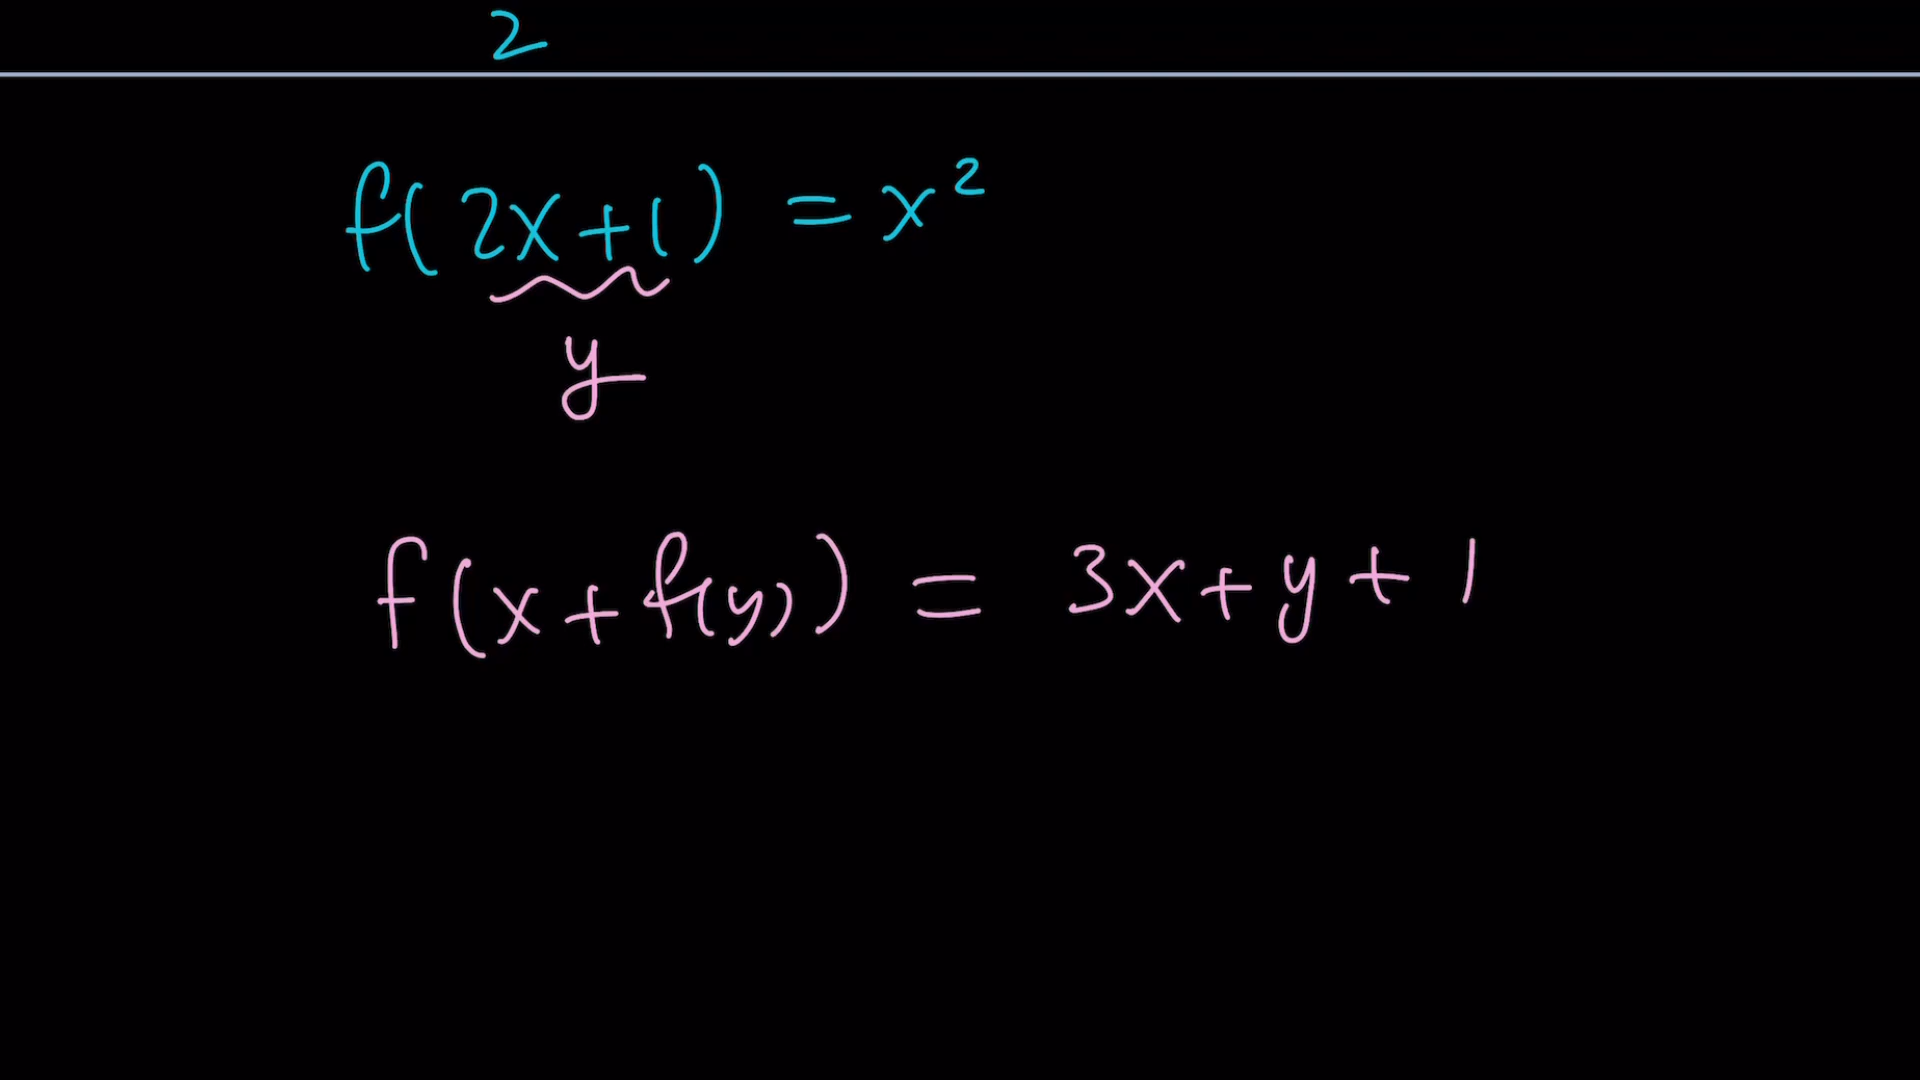 2
f(2x+1) = x²
y
f(x+f(y)) = 3x+y+1